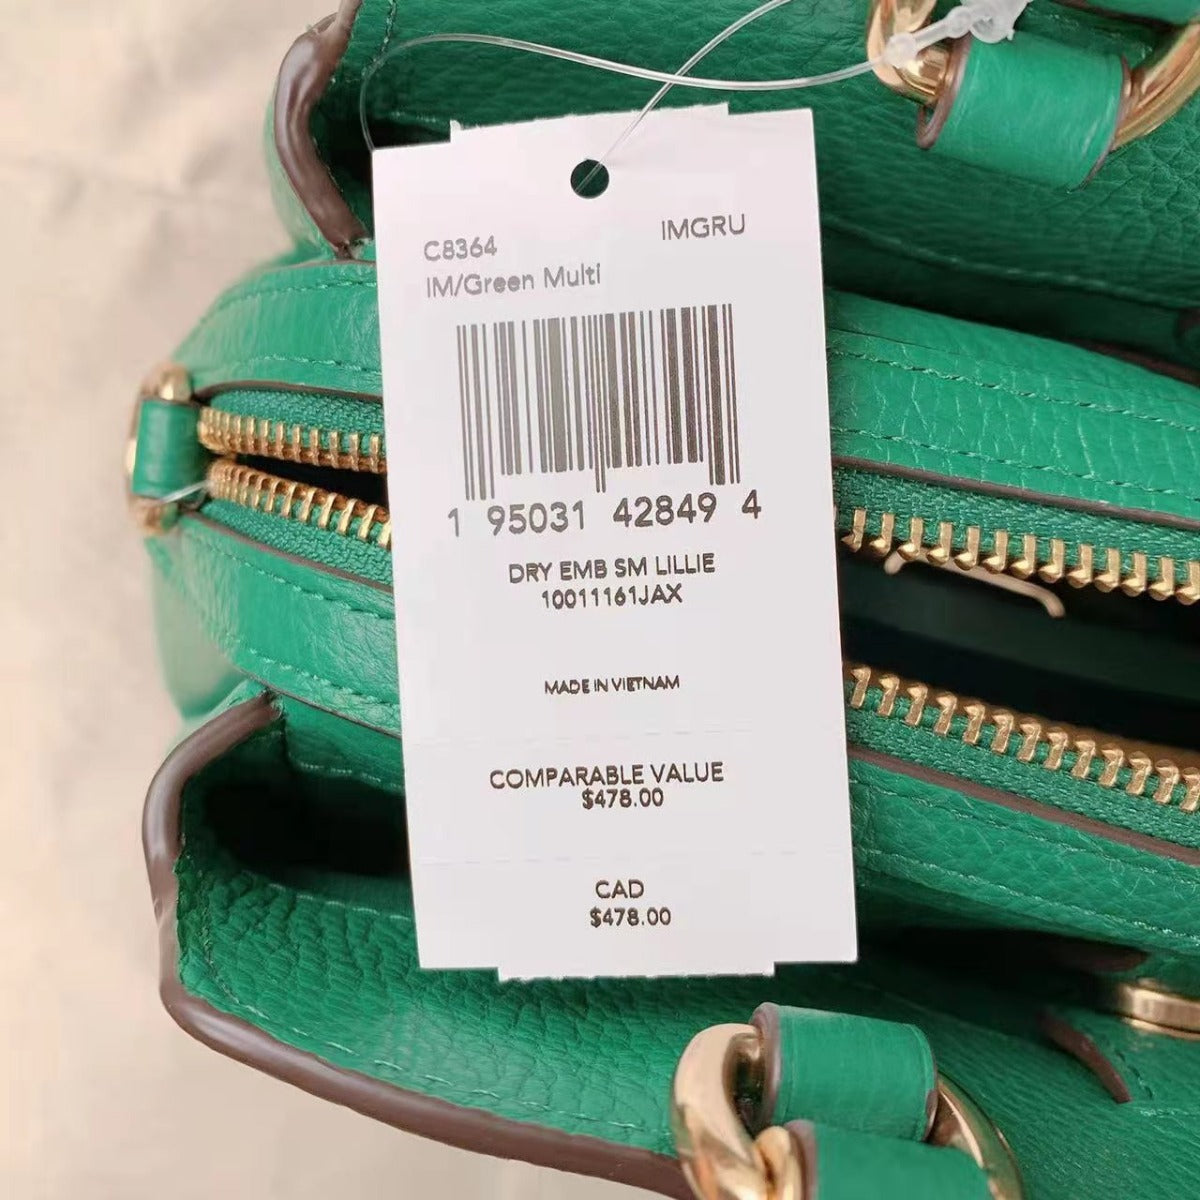 C8364 IMGRU
IM/Green Multi
1 95031 42849 4
DRY EMB SM LILLIE
10011161JAX
MADE IN VIETNAM
COMPARABLE VALUE
$478.00
CAD
$478.00